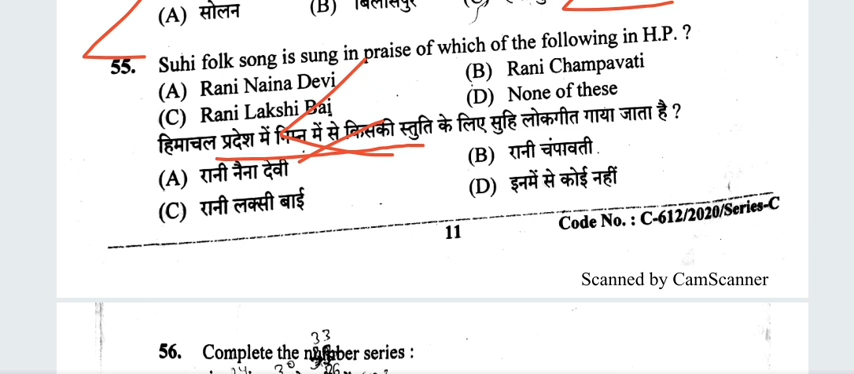 (A) सोलन (B) बिलासपुर
55. Suhi folk song is sung in praise of which of the following in H.P. ?
(A) Rani Naina Devi (B) Rani Champavati
(C) Rani Lakshi Bai (D) None of these
हिमाचल प्रदेश में निम्न में से किसकी स्तुति के लिए सुहि लोकगीत गाया जाता है ?
(A) रानी नैना देवी (B) रानी चंपावती .
(C) रानी लक्सी बाई (D) इनमें से कोई नहीं
11 Code No. : C-612/2020/Series-C
Scanned by CamScanner
33
56. Complete the number series :